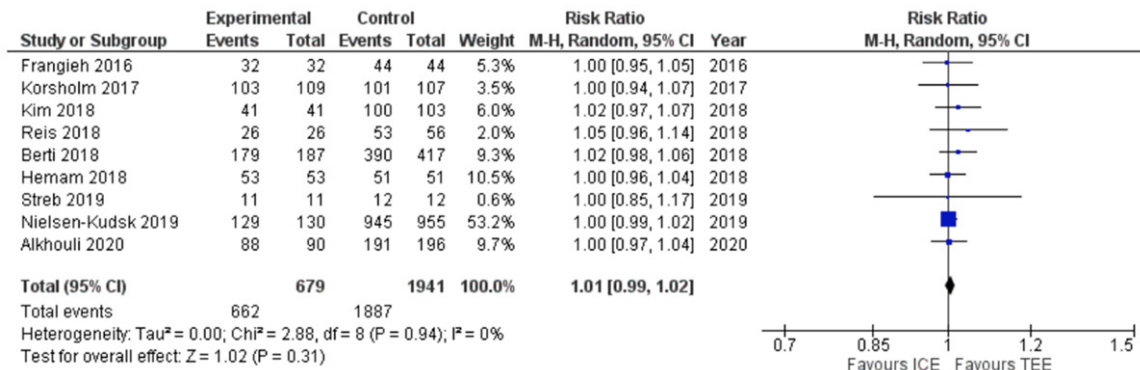 Experimental Control Risk Ratio Risk Ratio
Study or Subgroup Events Total Events Total Weight M-H, Random, 95% CI Year M-H, Random, 95% CI
Frangieh 2016 32 32 44 44 5.3% 1.00 [0.95, 1.05] 2016
Korsholm 2017 103 109 101 107 3.5% 1.00 [0.94, 1.07] 2017
Kim 2018 41 41 100 103 6.0% 1.02 [0.97, 1.07] 2018
Reis 2018 26 26 53 56 2.0% 1.05 [0.96, 1.14] 2018
Berti 2018 179 187 390 417 9.3% 1.02 [0.98, 1.06] 2018
Hemam 2018 53 53 51 51 10.5% 1.00 [0.96, 1.04] 2018
Streb 2019 11 11 12 12 0.6% 1.00 [0.85, 1.17] 2019
Nielsen-Kudsk 2019 129 130 945 955 53.2% 1.00 [0.99, 1.02] 2019
Alkhouli 2020 88 90 191 196 9.7% 1.00 [0.97, 1.04] 2020
Total (95% CI) 679 1941 100.0% 1.01 [0.99, 1.02]
Total events 662 1887
Heterogeneity: Tau² = 0.00; Chi² = 2.88, df = 8 (P = 0.94); I² = 0%
Test for overall effect: Z = 1.02 (P = 0.31)
0.7 0.85 1 1.2 1.5
Favours ICE Favours TEE